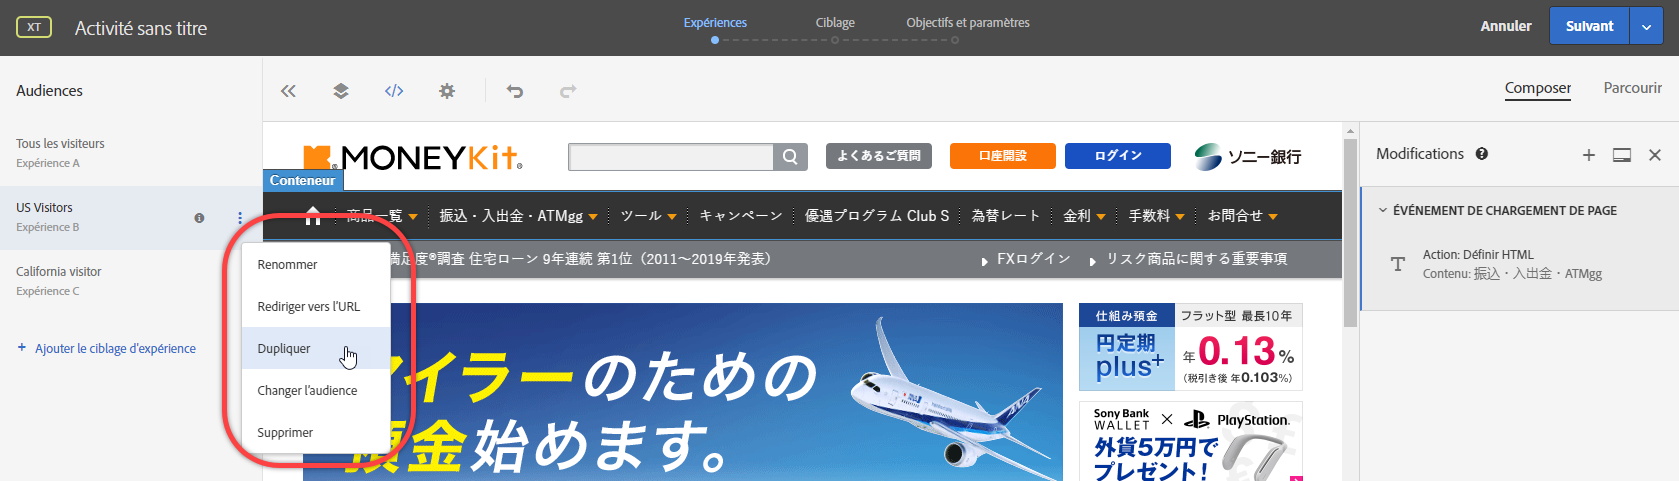 XT
Activité sans titre
Expériences
Ciblage
Objectifs et paramètres
Annuler
Suivant
Audiences
Composer
Parcourir
Tous les visiteurs
Expérience A
US Visitors
Expérience B
California visitor
Expérience C
Ajouter le ciblage d'expérience
Renommer
Rediriger vers l'URL
Dupliquer
Changer l'audience
Supprimer
MONEYKit
よくあるご質問
口座開設
ログイン
ソニー銀行
Conteneur
商品一覧
振込・入出金・ATMgg
ツール
キャンペーン
優遇プログラム Club S
為替レート
金利
手数料
お問合せ
満足度®調査 住宅ローン 9年連続 第1位（2011～2019年発表）
FXログイン
リスク商品に関する重要事項
マイラーのための
預金始めます。
ANA
仕組み預金
フラット型 最長10年
円定期
plus+
年0.13%
（税引き後 年0.103%）
Sony Bank
WALLET
×
PlayStation.
外貨5万円で
プレゼント!
Modifications
ÉVÉNEMENT DE CHARGEMENT DE PAGE
Action: Définir HTML
Contenu: 振込・入出金・ATMgg